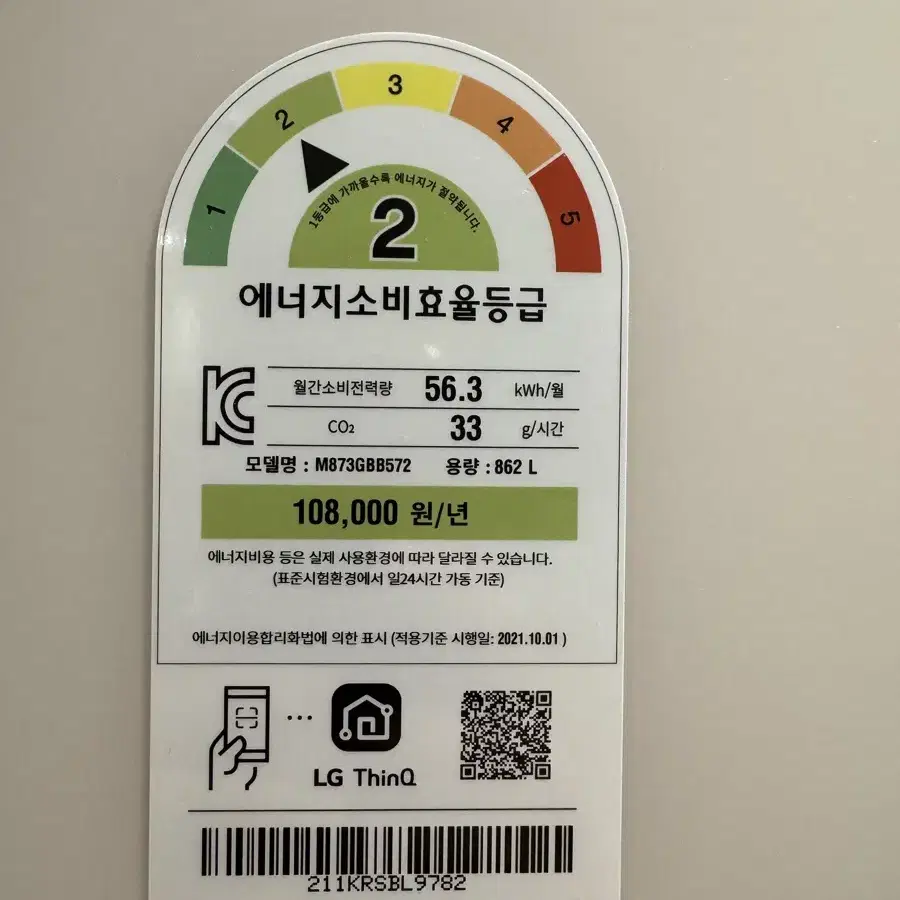 1 2 3 4 5
1등급에 가까울수록 에너지가 절약됩니다.
2
에너지소비효율등급
월간소비전력량 56.3 kWh/월
CO₂ 33 g/시간
모델명 : M873GBB572 용량 : 862 L
108,000 원/년
에너지비용 등은 실제 사용환경에 따라 달라질 수 있습니다.
(표준시험환경에서 일24시간 가동 기준)
에너지이용합리화법에 의한 표시 (적용기준 시행일: 2021.10.01 )
LG ThinQ
211KRSBL9782